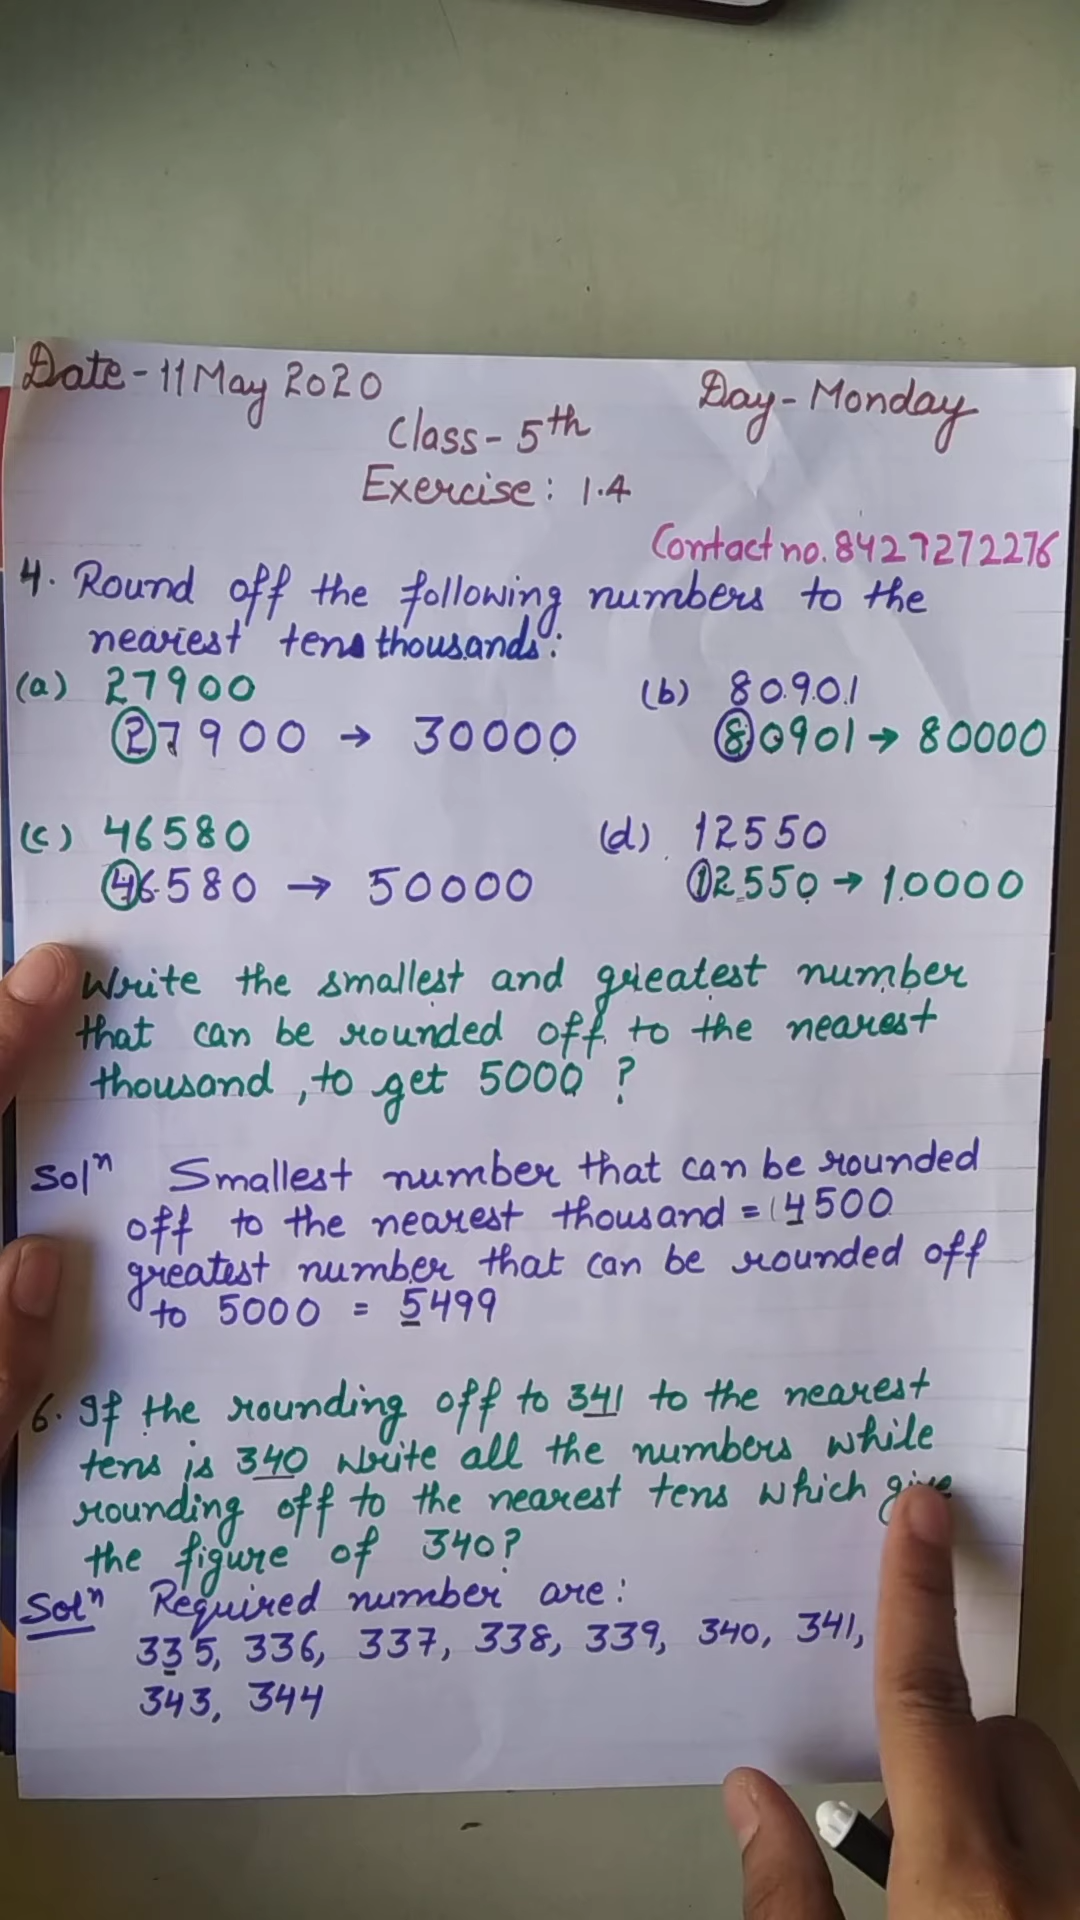 Date - 11 May 2020
Day - Monday
Class - 5th
Exercise: 1.4
Contact no. 8427272276
4. Round off the following numbers to the
nearest tens thousands:
(a) 27900
27900 → 30000
(b) 80901
80901 → 80000
(c) 46580
46580 → 50000
(d) 12550
12550 → 10000
Write the smallest and greatest number
that can be rounded off to the nearest
thousand, to get 5000?
Solⁿ Smallest number that can be rounded
off to the nearest thousand = 4500
greatest number that can be rounded off
to 5000 = 5499
6. If the rounding off to 341 to the nearest
tens is 340 write all the numbers while
rounding off to the nearest tens which give
the figure of 340?
Solⁿ Required number are:
335, 336, 337, 338, 339, 340, 341,
343, 344